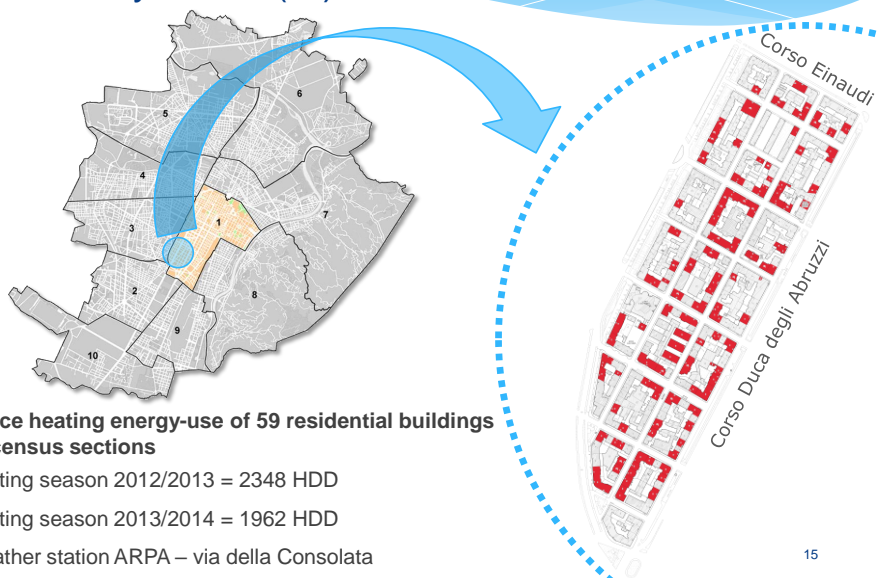 6
5
4
3
1
7
2
8
9
10
Corso Einaudi
Corso Duca degli Abruzzi
ce heating energy-use of 59 residential buildings
census sections
ting season 2012/2013 = 2348 HDD
ting season 2013/2014 = 1962 HDD
ather station ARPA – via della Consolata
15